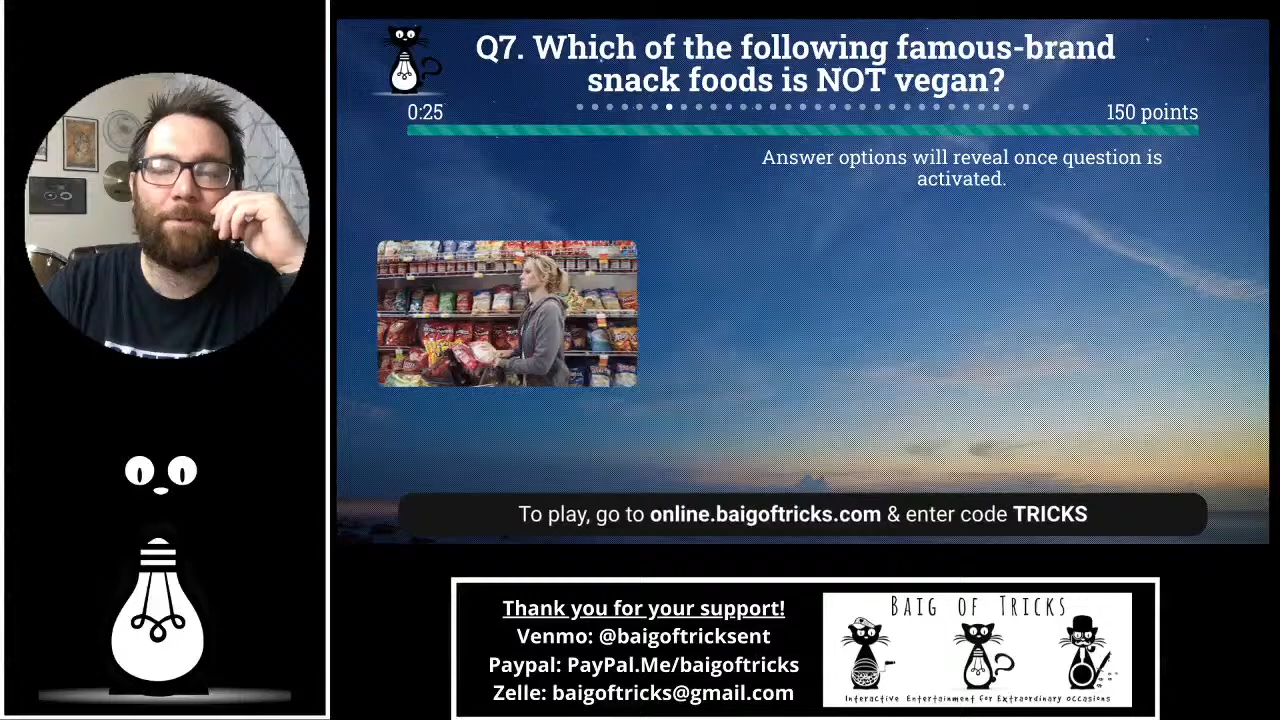 Q7. Which of the following famous-brand
snack foods is NOT vegan?
0:25
150 points
Answer options will reveal once question is
activated.
To play, go to online.baigoftricks.com & enter code TRICKS
Thank you for your support!
Venmo: @baigoftricksent
Paypal: PayPal.Me/baigoftricks
Zelle: baigoftricks@gmail.com
BAIG OF TRICKS
Interactive Entertainment for Extraordinary occasions